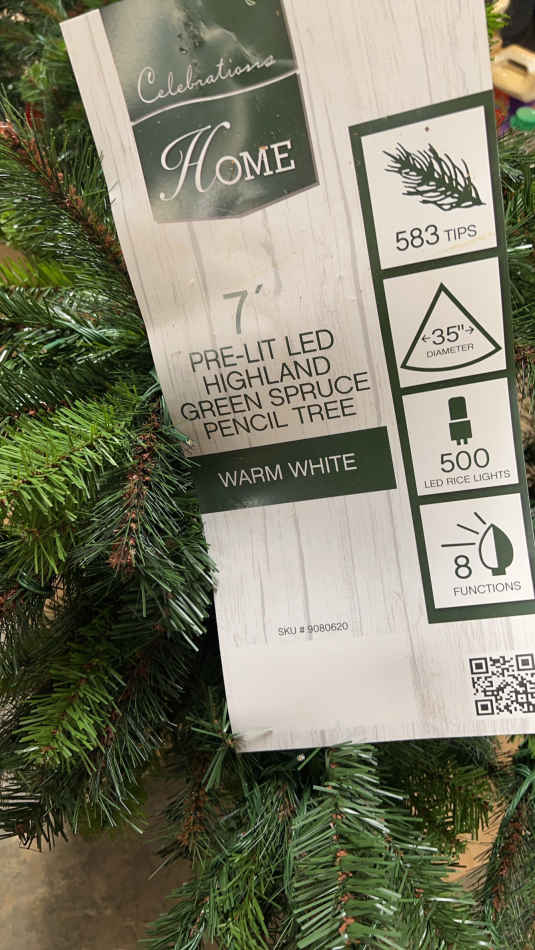 Celebrations
HOME
7'
PRE-LIT LED
HIGHLAND
GREEN SPRUCE
PENCIL TREE
WARM WHITE
SKU # 9080620
583 TIPS
35"
DIAMETER
500
LED RICE LIGHTS
8
FUNCTIONS